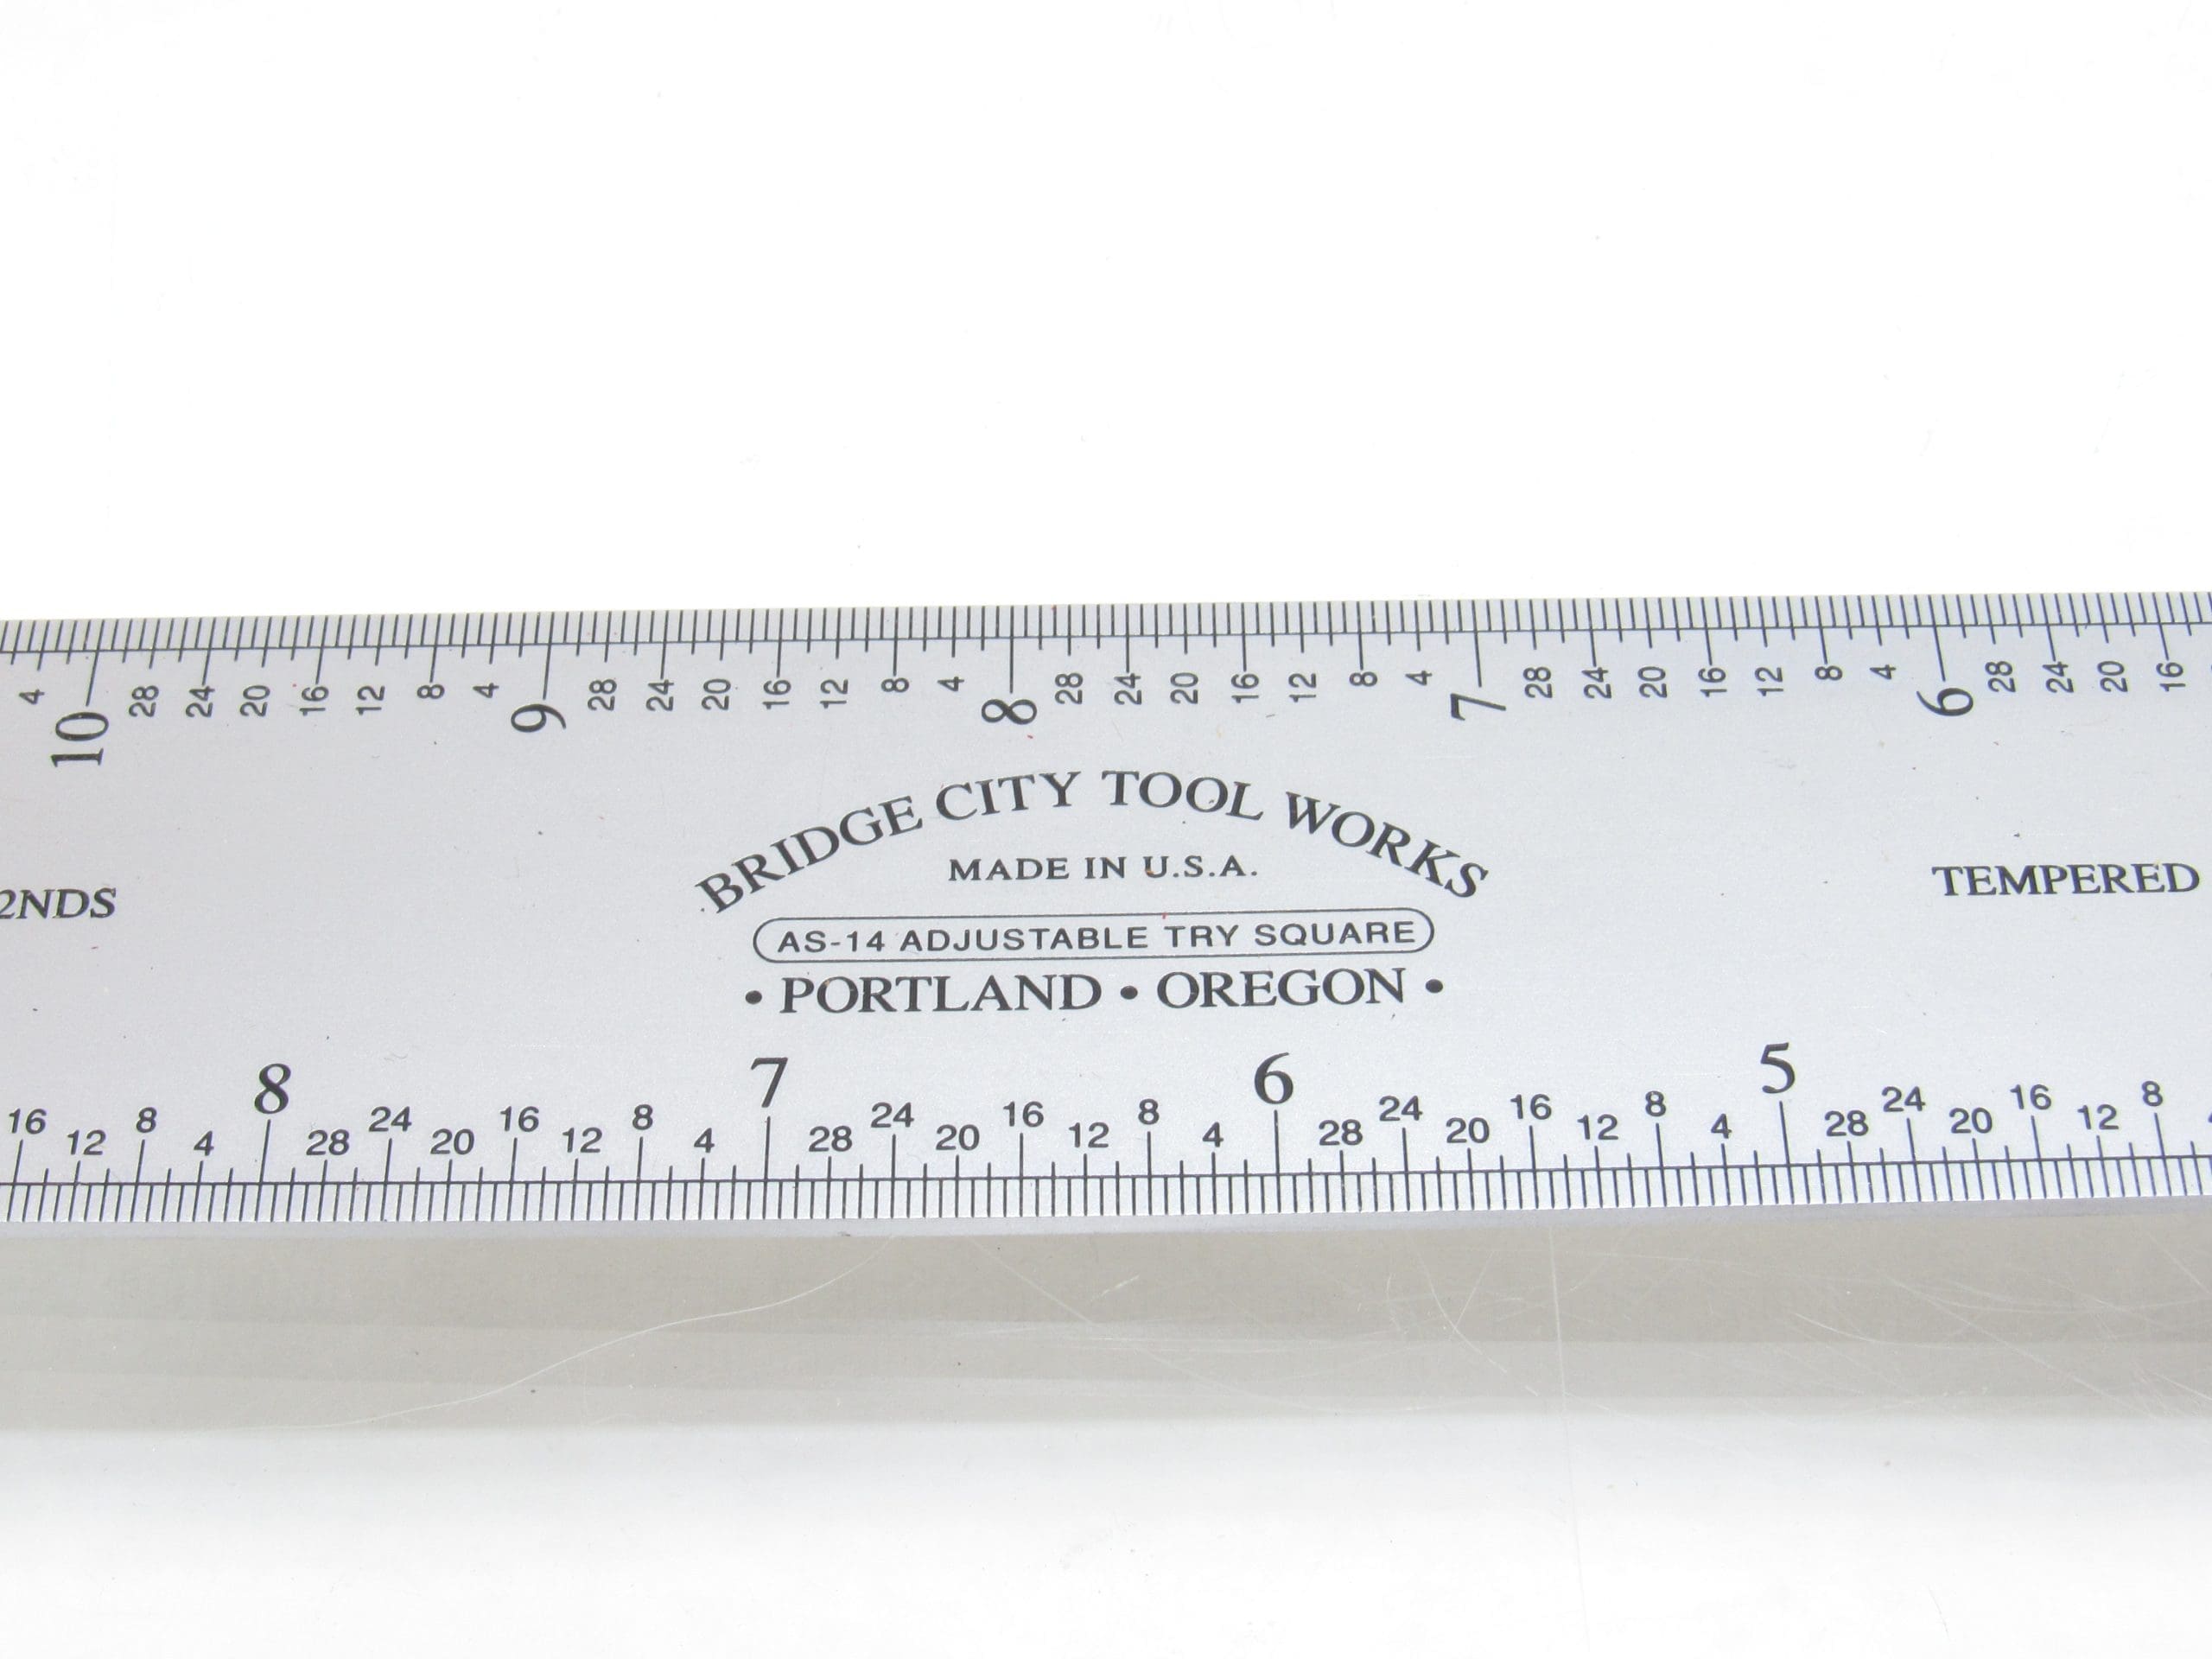 4 10 28 24 20 16 12 8 4 9 28 24 20 16 12 8 4 8 28 24 20 16 12 8 4 7 28 24 20 16 12 8 4 6 28 24 20 16
BRIDGE CITY TOOL WORKS
MADE IN U.S.A.
2NDS
TEMPERED
AS-14 ADJUSTABLE TRY SQUARE
• PORTLAND • OREGON •
16 12 8 4 8 28 24 20 16 12 8 4 7 28 24 20 16 12 8 4 6 28 24 20 16 12 8 4 5 28 24 20 16 12 8